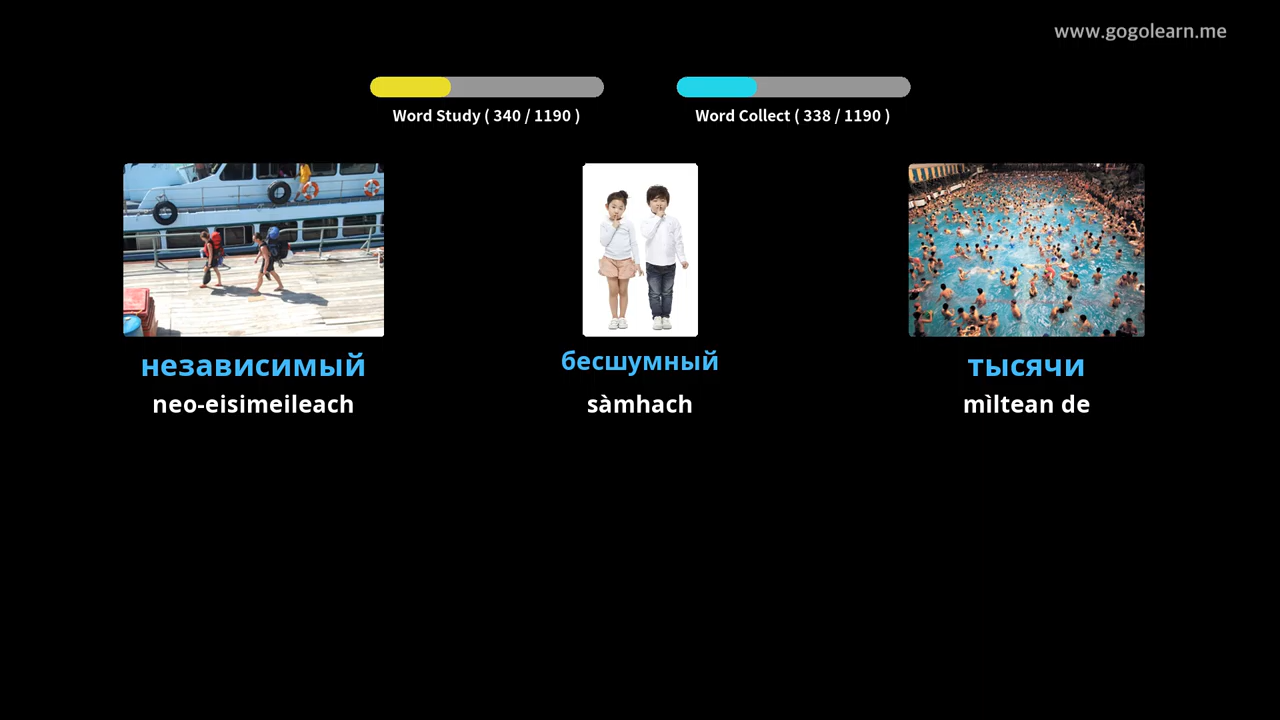 www.gogolearn.me
Word Study ( 340 / 1190 )
Word Collect ( 338 / 1190 )
независимый
бесшумный
тысячи
neo-eisimeileach
sàmhach
mìltean de